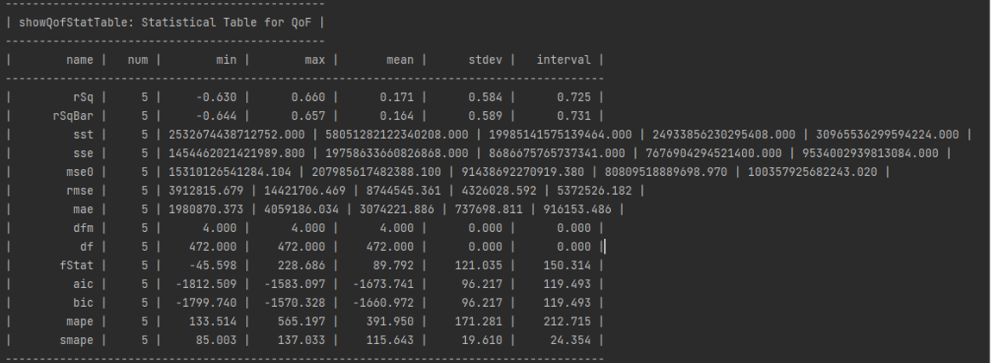 ----------------------------------------------
| showQofStatTable: Statistical Table for QoF |
----------------------------------------------
| name | num | min | max | mean | stdev | interval |
----------------------------------------------------------------------------------------
| rSq | 5 | -0.630 | 0.660 | 0.171 | 0.584 | 0.725 |
| rSqBar | 5 | -0.644 | 0.657 | 0.164 | 0.589 | 0.731 |
| sst | 5 | 2532674438712752.000 | 58051282122340208.000 | 19985141575139464.000 | 24933856230295408.000 | 30965536299594224.000 |
| sse | 5 | 1454462021421989.800 | 19758633660826868.000 | 8686675765737341.000 | 7676904294521400.000 | 9534002939813084.000 |
| mse0 | 5 | 15310126541284.104 | 207985617482388.100 | 91438692270919.380 | 80809518889698.970 | 100357925682243.020 |
| rmse | 5 | 3912815.679 | 14421706.469 | 8744545.361 | 4326028.592 | 5372526.182 |
| mae | 5 | 1980870.373 | 4059186.034 | 3074221.886 | 737698.811 | 916153.486 |
| dfm | 5 | 4.000 | 4.000 | 4.000 | 0.000 | 0.000 |
| df | 5 | 472.000 | 472.000 | 472.000 | 0.000 | 0.000 |
| fStat | 5 | -45.598 | 228.686 | 89.792 | 121.035 | 150.314 |
| aic | 5 | -1812.509 | -1583.097 | -1673.741 | 96.217 | 119.493 |
| bic | 5 | -1799.740 | -1570.328 | -1660.972 | 96.217 | 119.493 |
| mape | 5 | 133.514 | 565.197 | 391.950 | 171.281 | 212.715 |
| smape | 5 | 85.003 | 137.033 | 115.643 | 19.610 | 24.354 |
----------------------------------------------------------------------------------------